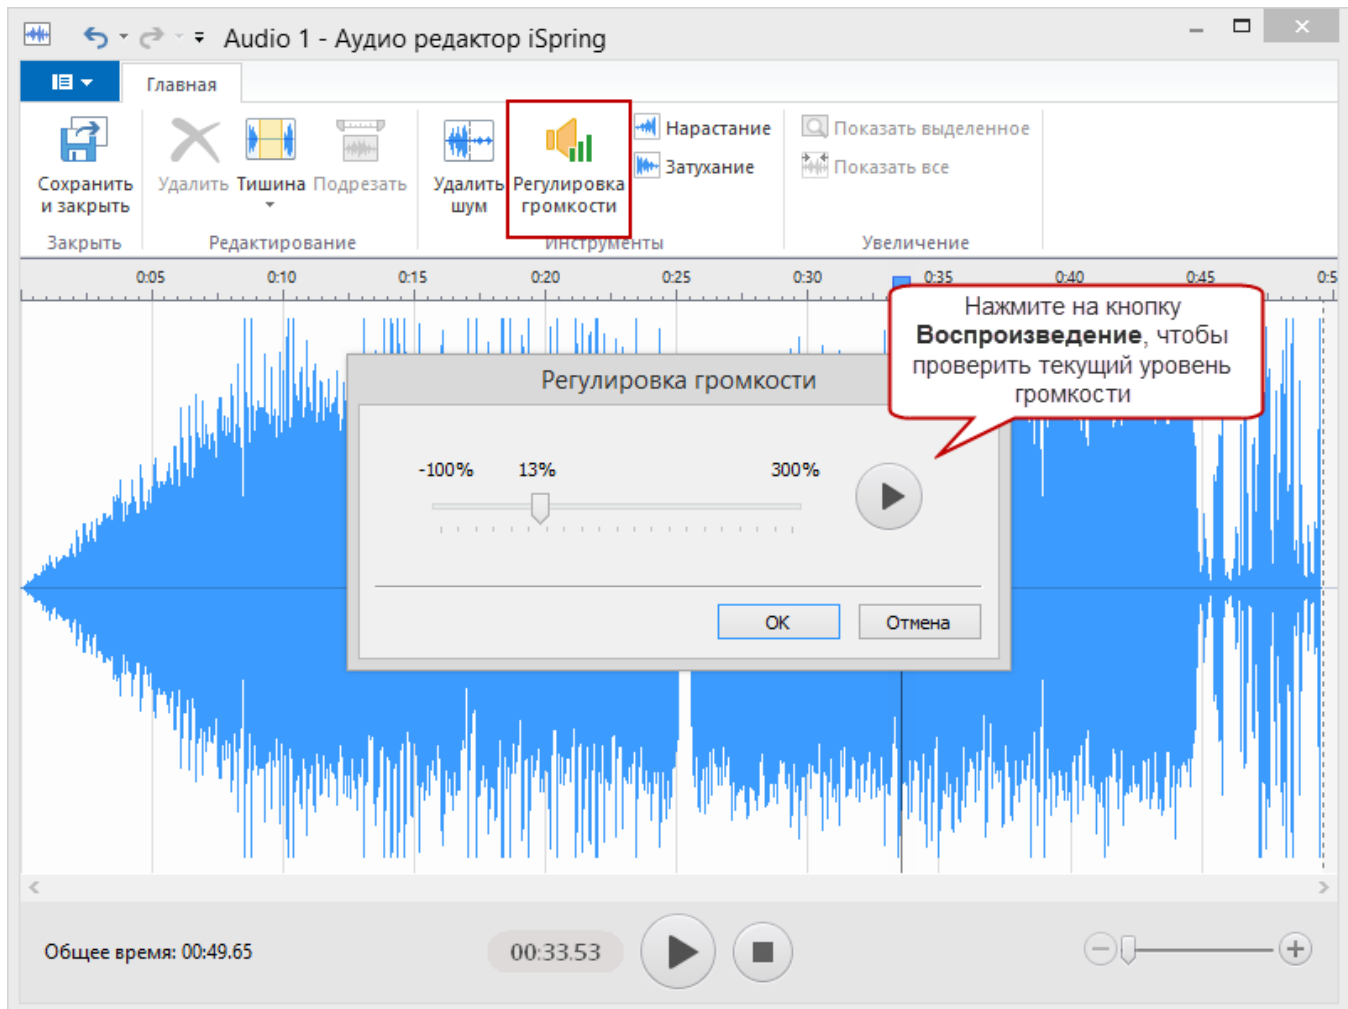 Audio 1 - Аудио редактор iSpring
Главная
Сохранить
и закрыть
Удалить
Тишина
Подрезать
Удалить
шум
Регулировка
громкости
Нарастание
Затухание
Показать выделенное
Показать все
Закрыть
Редактирование
Инструменты
Увеличение
0:05 0:10 0:15 0:20 0:25 0:30 0:35 0:40 0:45 0:5
Нажмите на кнопку
Воспроизведение, чтобы
проверить текущий уровень
громкости
Регулировка громкости
-100% 13% 300%
OK
Отмена
Общее время: 00:49.65
00:33.53